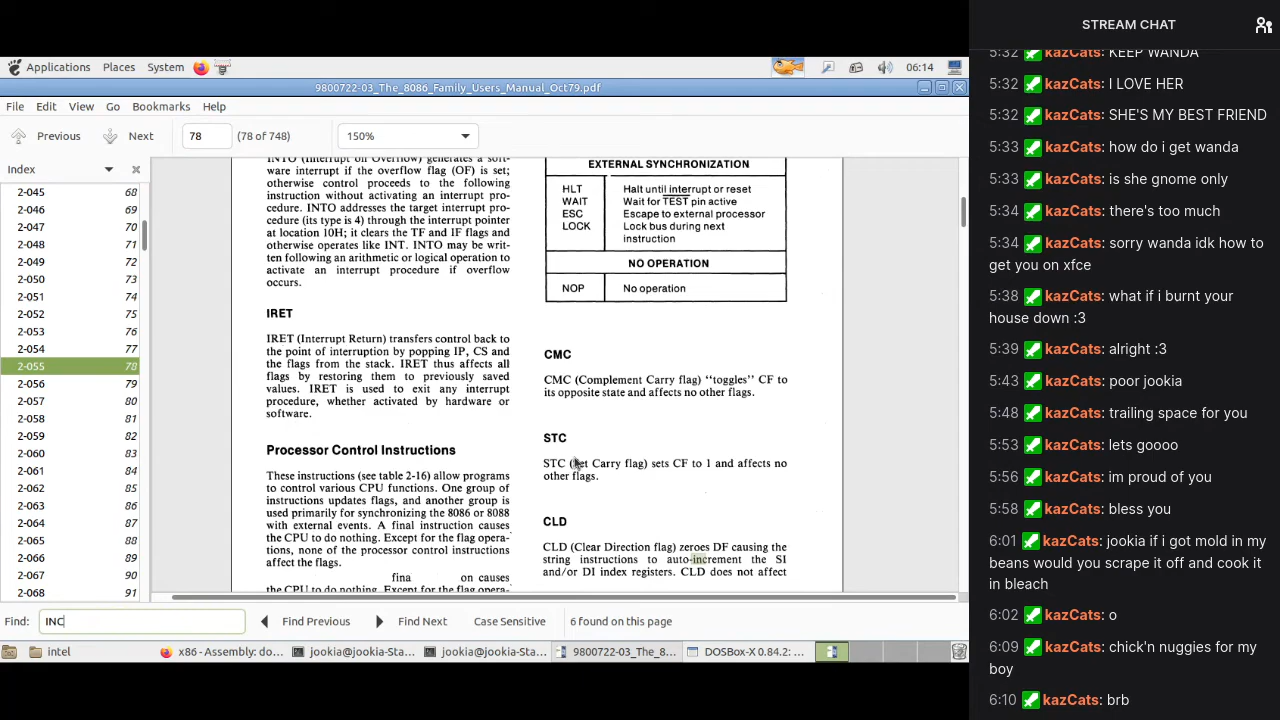 Applications Places System 06:14
9800722-03_The_8086_Family_Users_Manual_Oct79.pdf
File Edit View Go Bookmarks Help
Previous Next 78 (78 of 748) 150%
Index
2-045 68
2-046 69
2-047 70
2-048 71
2-049 72
2-050 73
2-051 74
2-052 75
2-053 76
2-054 77
2-055 78
2-056 79
2-057 80
2-058 81
2-059 82
2-060 83
2-061 84
2-062 85
2-063 86
2-064 87
2-065 88
2-066 89
2-067 90
2-068 91
INTO (Interrupt on Overflow) generates a soft-
ware interrupt if the overflow flag (OF) is set;
otherwise control proceeds to the following
instruction without activating an interrupt pro-
cedure. INTO addresses the target interrupt pro-
cedure (its type is 4) through the interrupt pointer
at location 10H; it clears the TF and IF flags and
otherwise operates like INT. INTO may be writ-
ten following an arithmetic or logical operation to
activate an interrupt procedure if overflow
occurs.
IRET
IRET (Interrupt Return) transfers control back to
the point of interruption by popping IP, CS and
the flags from the stack. IRET thus affects all
flags by restoring them to previously saved
values. IRET is used to exit any interrupt
procedure, whether activated by hardware or
software.
Processor Control Instructions
These instructions (see table 2-16) allow programs
to control various CPU functions. One group of
instructions updates flags, and another group is
used primarily for synchronizing the 8086 or 8088
with external events. A final instruction causes
the CPU to do nothing. Except for the flag opera-
tions, none of the processor control instructions
affect the flags.
fina on causes
the CPU to do nothing. Except for the flag opera-
EXTERNAL SYNCHRONIZATION
HLT Halt until interrupt or reset
WAIT Wait for TEST pin active
ESC Escape to external processor
LOCK Lock bus during next
instruction
NO OPERATION
NOP No operation
CMC
CMC (Complement Carry flag) “toggles” CF to
its opposite state and affects no other flags.
STC
STC (Set Carry flag) sets CF to 1 and affects no
other flags.
CLD
CLD (Clear Direction flag) zeroes DF causing the
string instructions to auto-increment the SI
and/or DI index registers. CLD does not affect
Find: INC Find Previous Find Next Case Sensitive 6 found on this page
intel x86 - Assembly: do... jookia@jookia-Sta... jookia@jookia-Sta... 9800722-03_The_8... DOSBox-X 0.84.2: ...
STREAM CHAT
5:32 kazCats: KEEP WANDA
5:32 kazCats: I LOVE HER
5:32 kazCats: SHE'S MY BEST FRIEND
5:33 kazCats: how do i get wanda
5:33 kazCats: is she gnome only
5:34 kazCats: there's too much
5:34 kazCats: sorry wanda idk how to
get you on xfce
5:38 kazCats: what if i burnt your
house down :3
5:39 kazCats: alright :3
5:43 kazCats: poor jookia
5:48 kazCats: trailing space for you
5:53 kazCats: lets goooo
5:56 kazCats: im proud of you
5:58 kazCats: bless you
6:01 kazCats: jookia if i got mold in my
beans would you scrape it off and cook it
in bleach
6:02 kazCats: o
6:09 kazCats: chick'n nuggies for my
boy
6:10 kazCats: brb